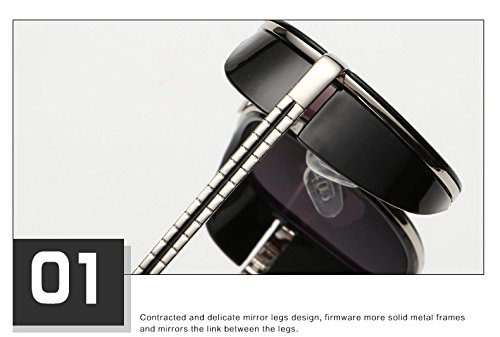 01
Contracted and delicate mirror legs design, firmware more solid metal frames
and mirrors the link between the legs.